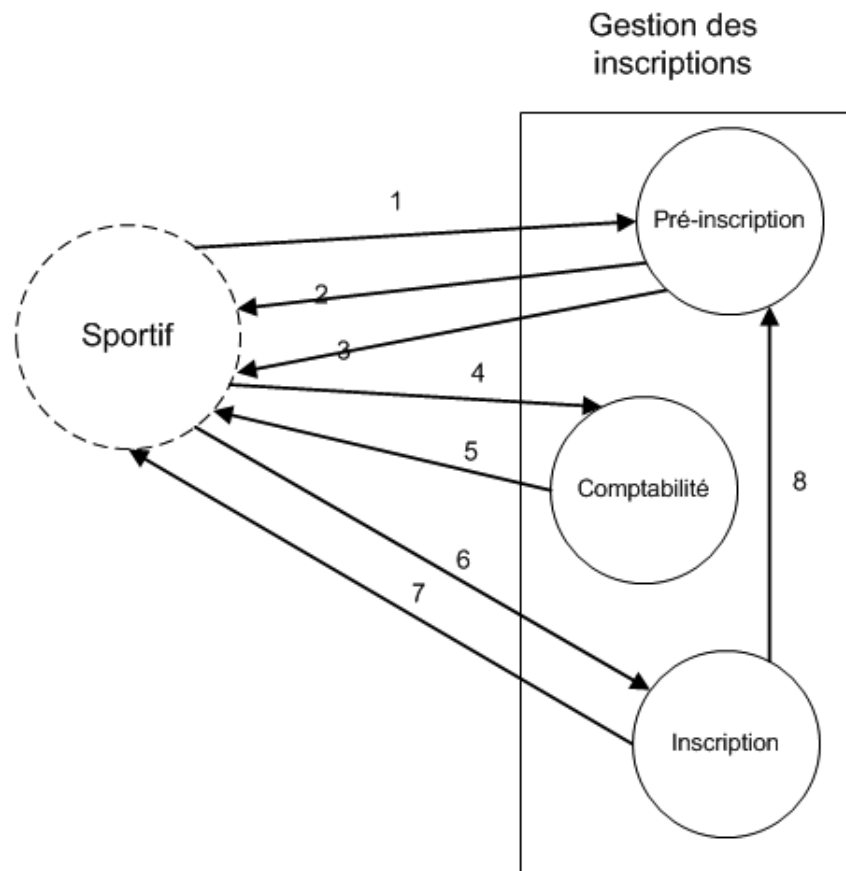 Gestion des
inscriptions
1
Pré-inscription
2
Sportif
3
4
5
Comptabilité
8
6
7
Inscription